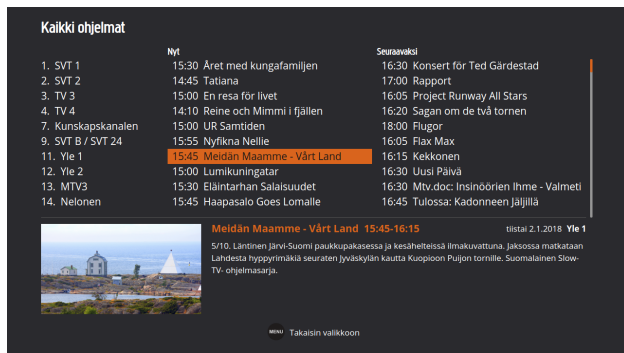 Kaikki ohjelmat
Nyt Seuraavaksi
1. SVT 1 15:30 Året med kungafamiljen 16:30 Konsert för Ted Gärdestad
2. SVT 2 14:45 Tatiana 17:00 Rapport
3. TV 3 15:00 En resa för livet 16:05 Project Runway All Stars
4. TV 4 14:10 Reine och Mimmi i fjällen 16:20 Sagan om de två tornen
7. Kunskapskanalen 15:00 UR Samtiden 18:00 Flugor
9. SVT B / SVT 24 15:55 Nyfikna Nellie 16:05 Flax Max
11. Yle 1 15:45 Meidän Maamme - Vårt Land 16:15 Kekkonen
12. Yle 2 15:00 Lumikuningatar 16:30 Uusi Päivä
13. MTV3 15:30 Eläintarhan Salaisuudet 16:30 Mtv.doc: Insinöörien Ihme - Valmeti
14. Nelonen 15:45 Haapasalo Goes Lomalle 16:45 Tulossa: Kadonneen Jäljillä
Meidän Maamme - Vårt Land 15:45-16:15 tiistai 2.1.2018 Yle 1
5/10. Läntinen Järvi-Suomi paukkupakasessa ja kesähelteissä ilmakuvattuna. Jaksossa matkataan
Lahdesta hyppyrimäkiä seuraten Jyväskylän kautta Kuopioon Puijon tornille. Suomalainen Slow-
TV- ohjelmasarja.
MENU Takaisin valikkoon